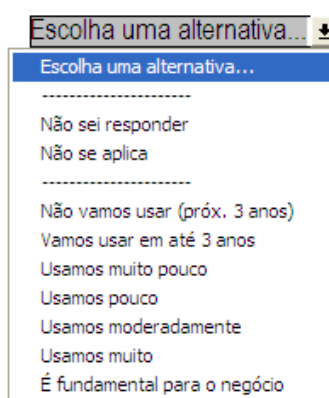 Escolha uma alternativa...
Escolha uma alternativa...
----------------------
Não sei responder
Não se aplica
----------------------
Não vamos usar (próx. 3 anos)
Vamos usar em até 3 anos
Usamos muito pouco
Usamos pouco
Usamos moderadamente
Usamos muito
É fundamental para o negócio